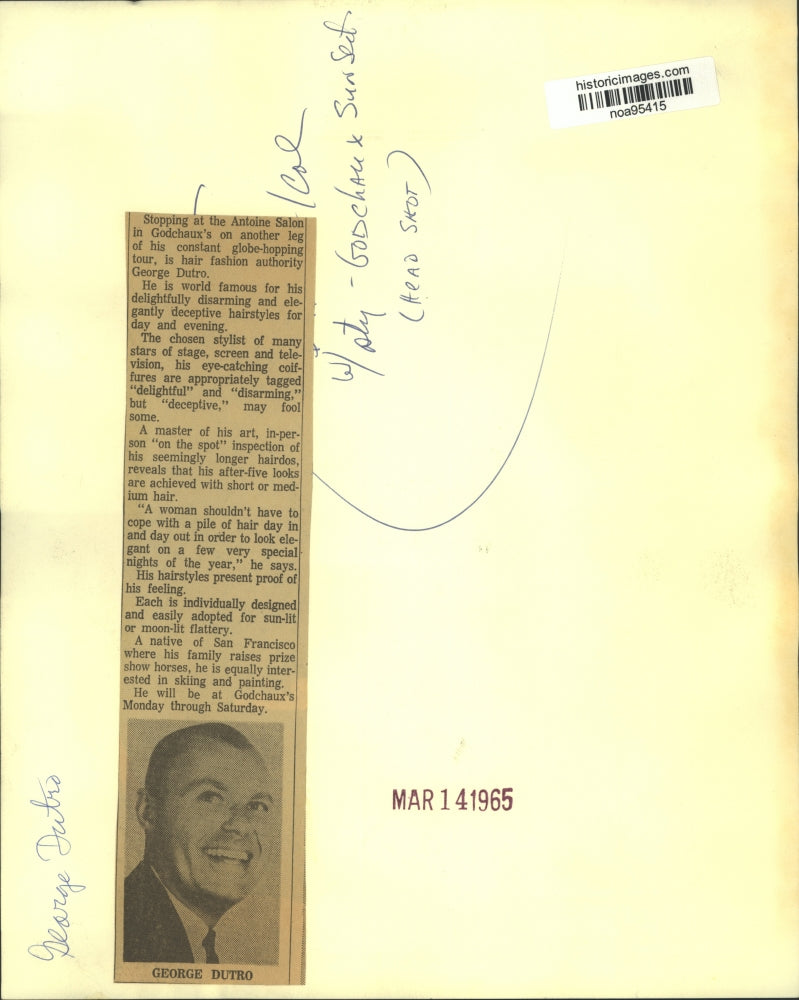 historicimages.com
noa95415
1 Col
W/ sty - GODCHAUX Sunset
(HEAD SHOT)
Stopping at the Antoine Salon
in Godchaux's on another leg
of his constant globe-hopping
tour, is hair fashion authority
George Dutro.
He is world famous for his
delightfully disarming and ele-
gantly deceptive hairstyles for
day and evening.
The chosen stylist of many
stars of stage, screen and tele-
vision, his eye-catching coif-
fures are appropriately tagged
"delightful" and "disarming,"
but "deceptive," may fool
some.
A master of his art, in-per-
son "on the spot" inspection of
his seemingly longer hairdos,
reveals that his after-five looks
are achieved with short or med-
ium hair.
"A woman shouldn't have to
cope with a pile of hair day in
and day out in order to look ele-
gant on a few very special
nights of the year," he says.
His hairstyles present proof of
his feeling.
Each is individually designed
and easily adopted for sun-lit
or moon-lit flattery.
A native of San Francisco
where his family raises prize
show horses, he is equally inter-
ested in skiing and painting.
He will be at Godchaux's
Monday through Saturday.
GEORGE DUTRO
MAR 14 1965
George Dutro